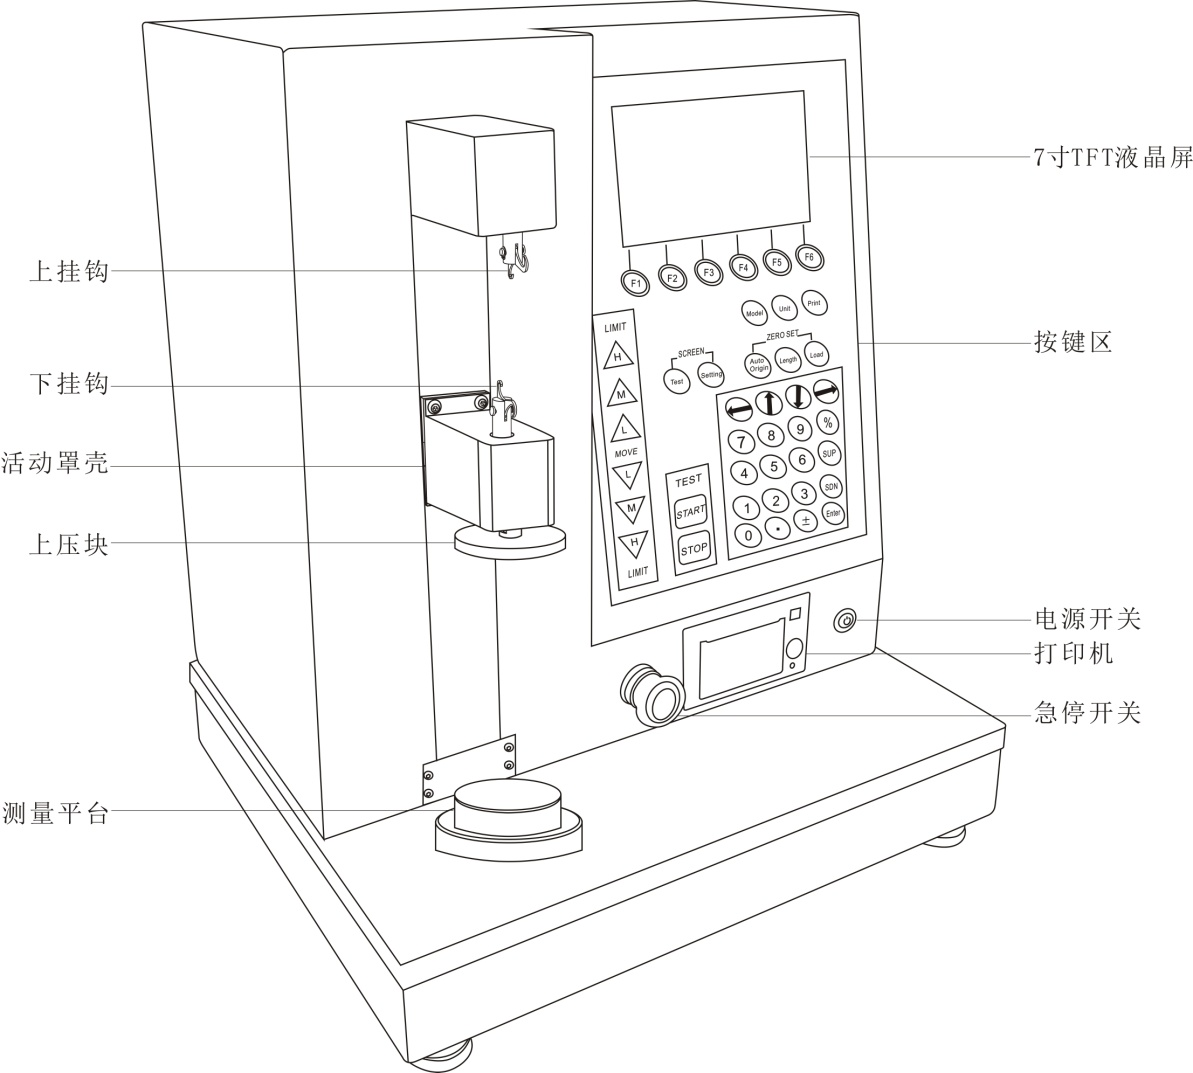 7寸TFT液晶屏
上挂钩
F1 F2 F3 F4 F5 F6
Model Unit Print
LIMIT
ZERO SET
按键区
SCREEN
H
Test Setting
Auto Origin Length Load
下挂钩
M
L
7 8 9 %
MOVE
活动罩壳
L
4 5 6 SUP
TEST
M
START
1 2 3 SDN
上压块
H
STOP
0 . ± Enter
LIMIT
电源开关
打印机
急停开关
测量平台